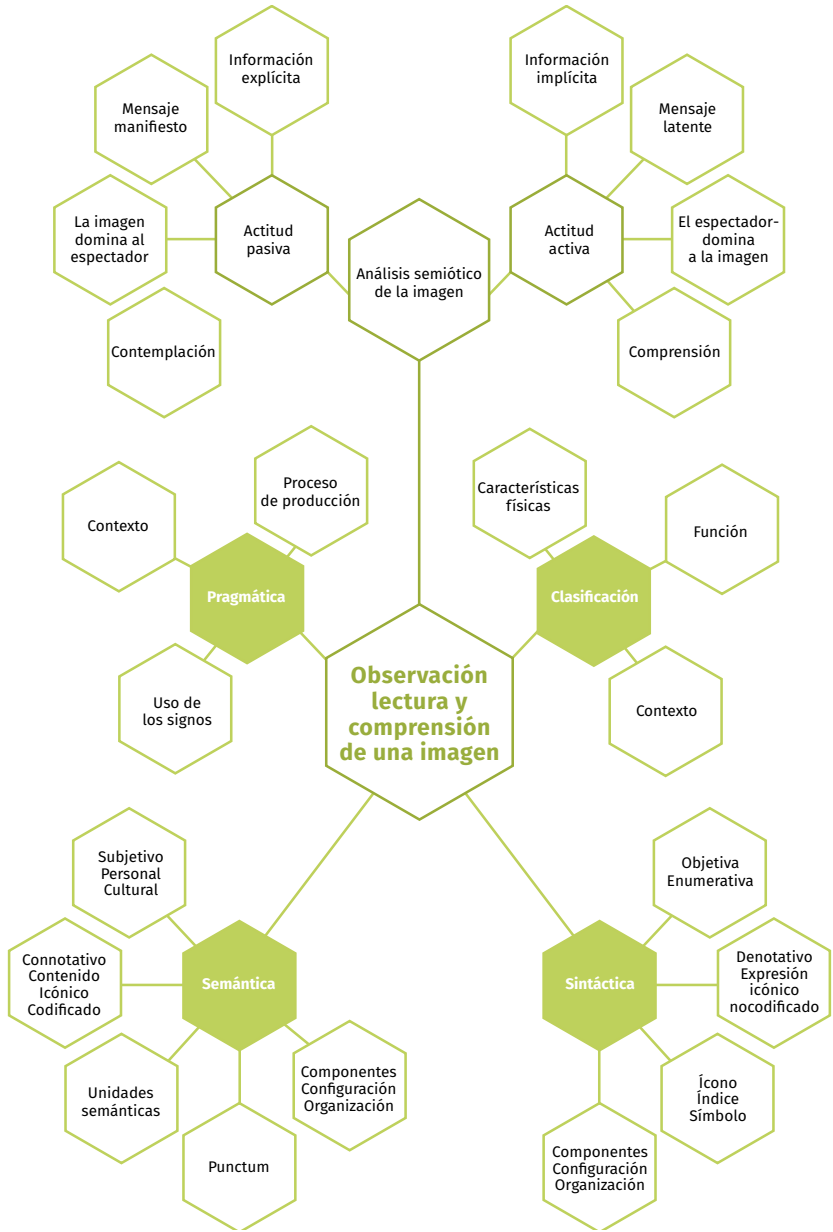 Información
explícita
Información
implícita
Mensaje
manifiesto
Mensaje
latente
La imagen
domina al
espectador
Actitud
pasiva
Análisis semiótico
de la imagen
Actitud
activa
El espectador-
domina
a la imagen
Contemplación
Comprensión
Proceso
de producción
Características
físicas
Contexto
Función
Pragmática
Clasificación
Uso de
los signos
Contexto
Observación
lectura y
comprensión
de una imagen
Subjetivo
Personal
Cultural
Objetiva
Enumerativa
Connotativo
Contenido
Icónico
Codificado
Semántica
Sintáctica
Denotativo
Expresión
icónico
nocodificado
Unidades
semánticas
Componentes
Configuración
Organización
Ícono
Índice
Símbolo
Punctum
Componentes
Configuración
Organización